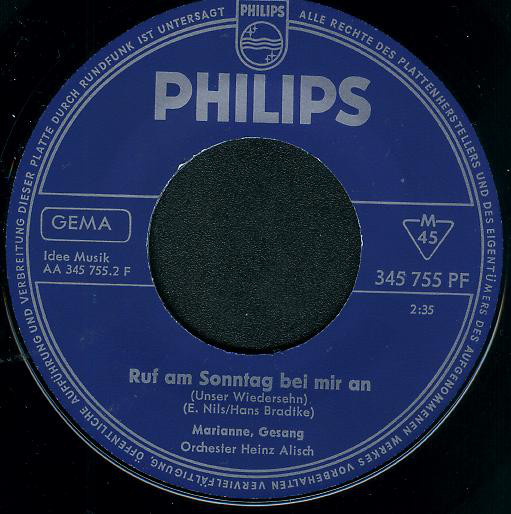 PHILIPS
ALLE RECHTE DES PLATTENHERSTELLERS UND DES EIGENTÜMERS DES AUFGENOMMENEN WERKES VORBEHALTEN. VERVIELFÄLTIGUNG, ÖFFENTLICHE AUFFÜHRUNG UND VERBREITUNG DIESER PLATTE DURCH RUNDFUNK IST UNTERSAGT
PHILIPS
GEMA
Idee Musik
AA 345 755.2 F
M
45
345 755 PF
2:35
Ruf am Sonntag bei mir an
(Unser Wiedersehn)
(E. Nils/Hans Bradtke)
Marianne, Gesang
Orchester Heinz Alisch